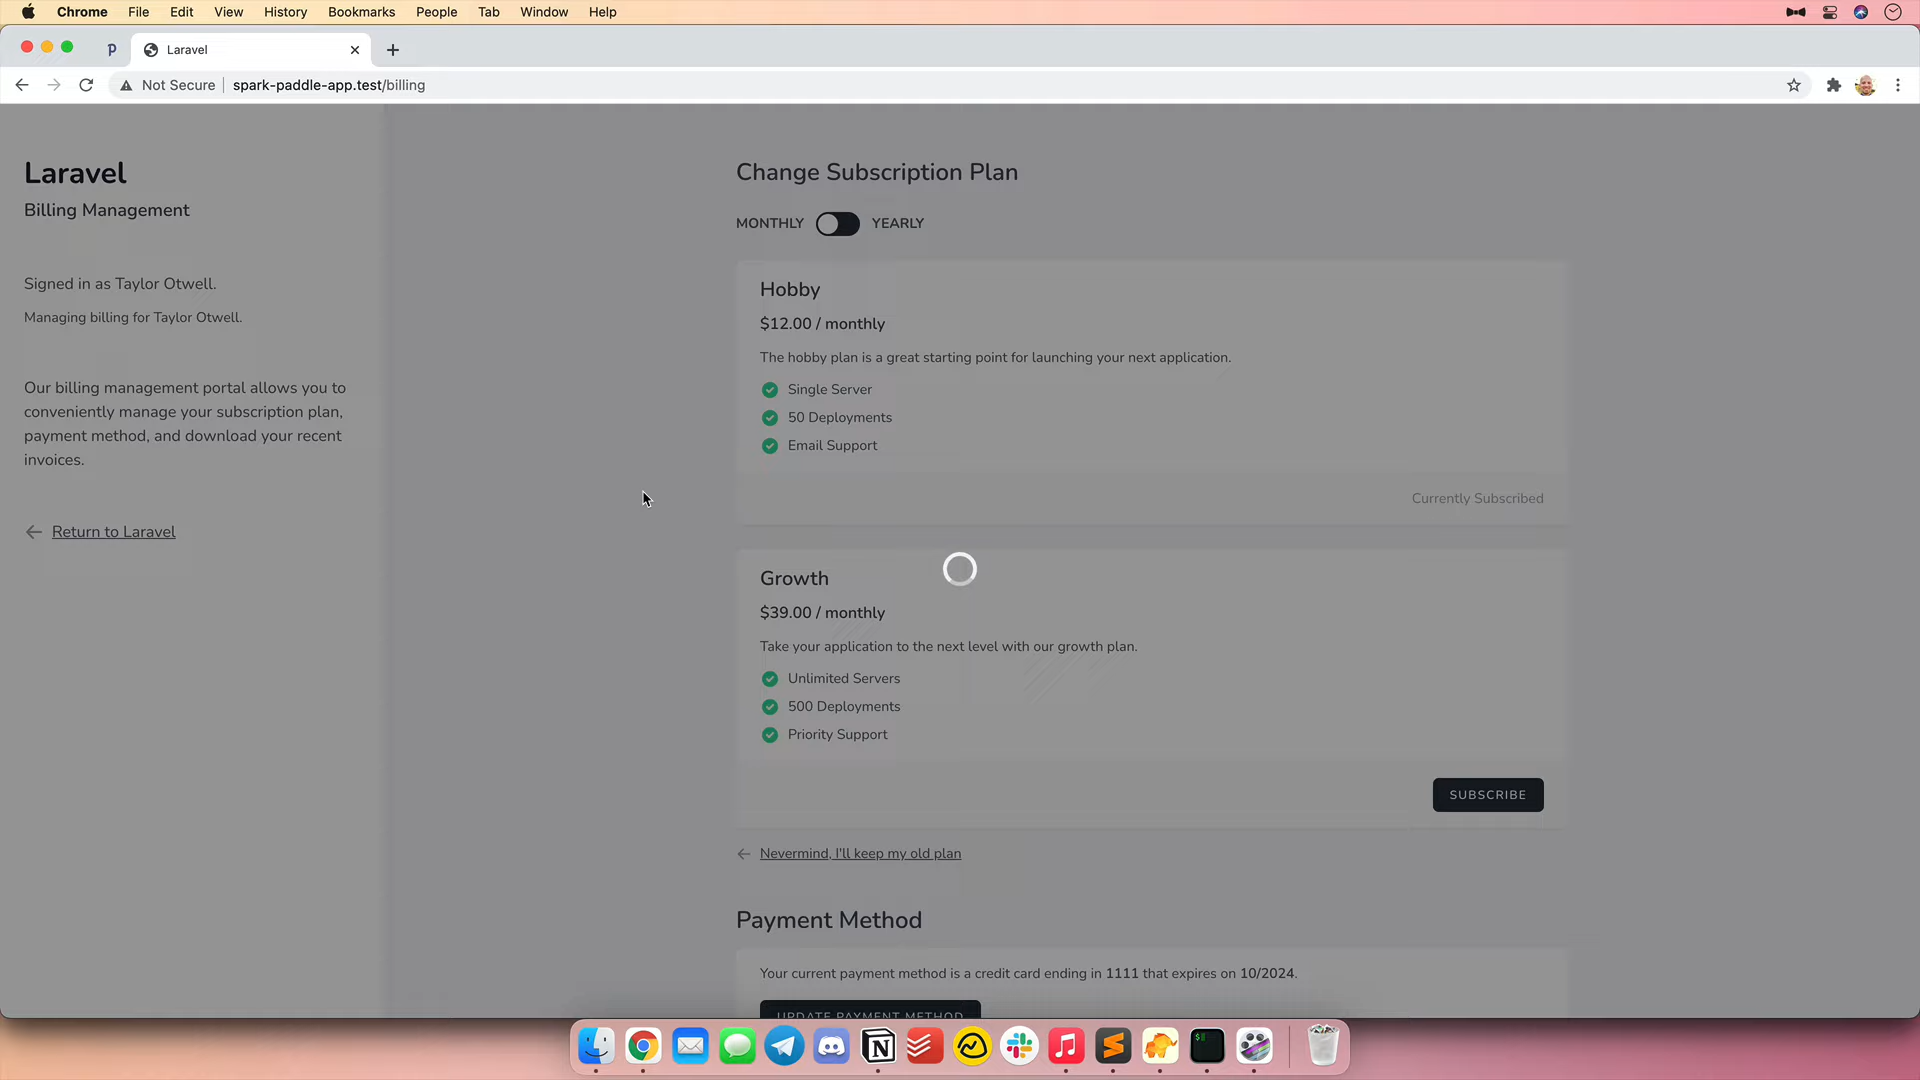 Chrome File Edit View History Bookmarks People Tab Window Help
Laravel
Not Secure spark-paddle-app.test/billing
Laravel
Billing Management
Signed in as Taylor Otwell.
Managing billing for Taylor Otwell.
Our billing management portal allows you to
conveniently manage your subscription plan,
payment method, and download your recent
invoices.
Return to Laravel
Change Subscription Plan
MONTHLY YEARLY
Hobby
$12.00 / monthly
The hobby plan is a great starting point for launching your next application.
Single Server
50 Deployments
Email Support
Currently Subscribed
Growth
$39.00 / monthly
Take your application to the next level with our growth plan.
Unlimited Servers
500 Deployments
Priority Support
SUBSCRIBE
Nevermind, I'll keep my old plan
Payment Method
Your current payment method is a credit card ending in 1111 that expires on 10/2024.
UPDATE PAYMENT METHOD